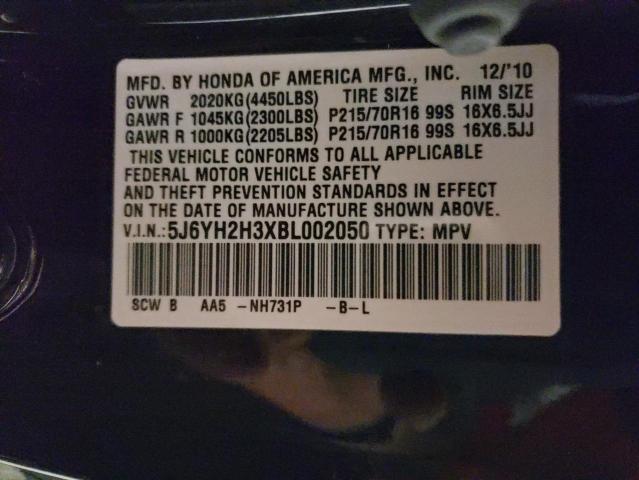 MFD. BY HONDA OF AMERICA MFG., INC. 12/'10
GVWR 2020KG(4450LBS) TIRE SIZE RIM SIZE
GAWR F 1045KG(2300LBS) P215/70R16 99S 16X6.5JJ
GAWR R 1000KG(2205LBS) P215/70R16 99S 16X6.5JJ
THIS VEHICLE CONFORMS TO ALL APPLICABLE
FEDERAL MOTOR VEHICLE SAFETY
AND THEFT PREVENTION STANDARDS IN EFFECT
ON THE DATE OF MANUFACTURE SHOWN ABOVE.
V.I.N.:5J6YH2H3XBL002050 TYPE: MPV
SCW B AA5 -NH731P -B-L